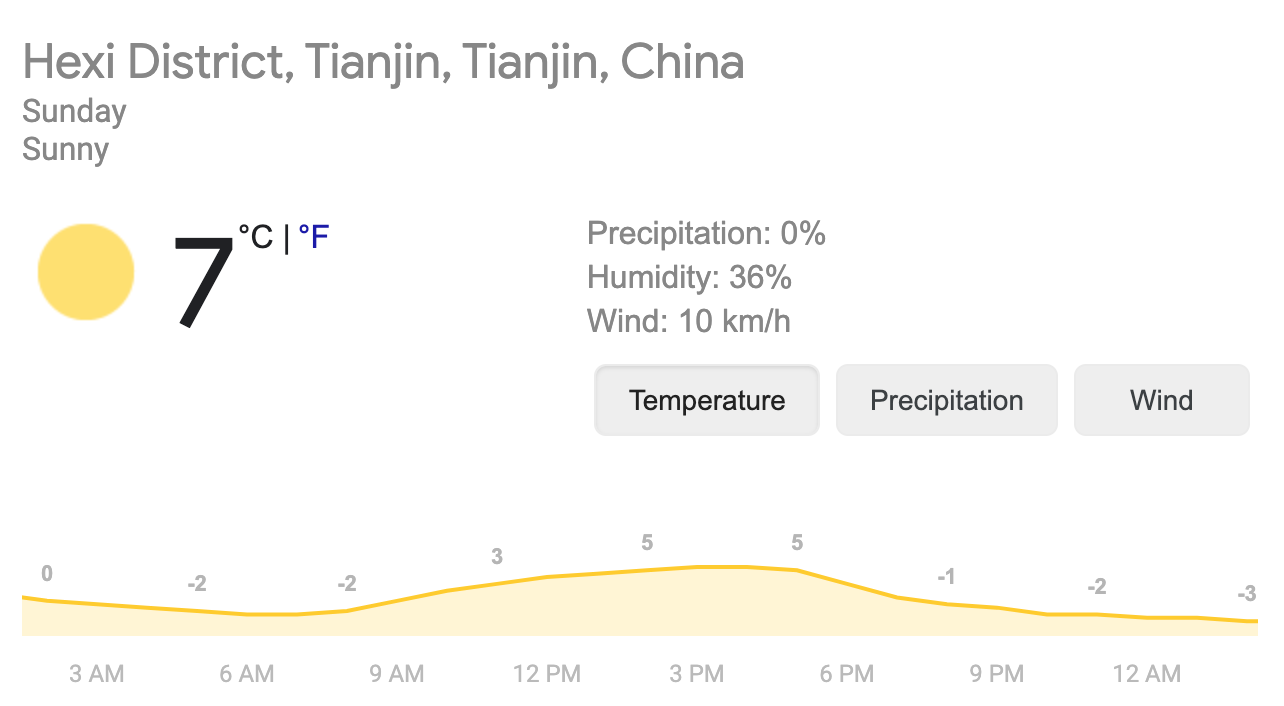 Hexi District, Tianjin, Tianjin, China
Sunday
Sunny
7 °C | °F
Precipitation: 0%
Humidity: 36%
Wind: 10 km/h
Temperature Precipitation Wind
0 -2 -2 3 5 5 -1 -2 -3
3 AM 6 AM 9 AM 12 PM 3 PM 6 PM 9 PM 12 AM